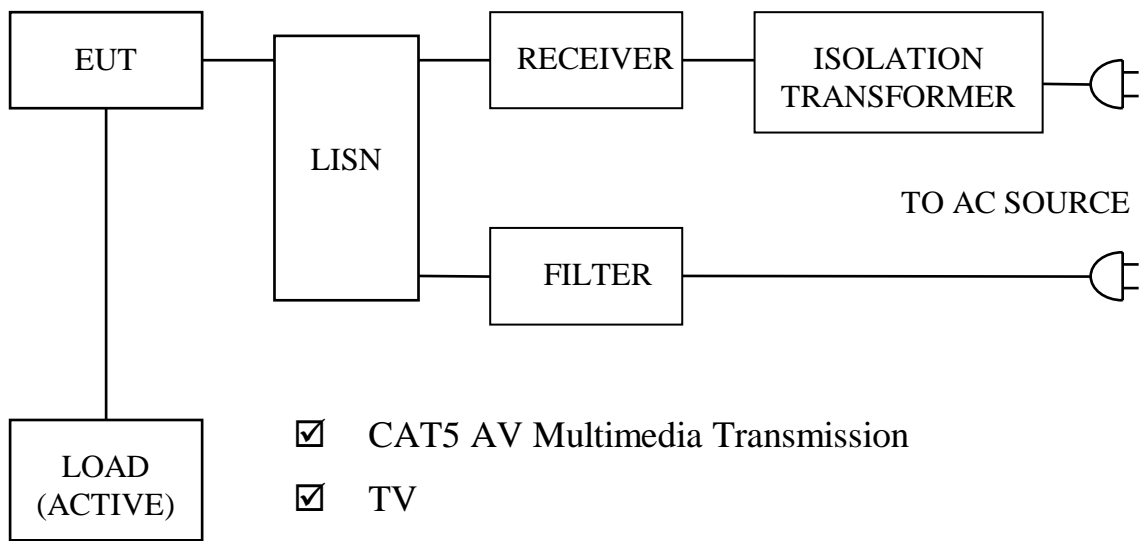 EUT
LISN
RECEIVER
ISOLATION
TRANSFORMER
TO AC SOURCE
FILTER
LOAD
(ACTIVE)
☑ CAT5 AV Multimedia Transmission
☑ TV